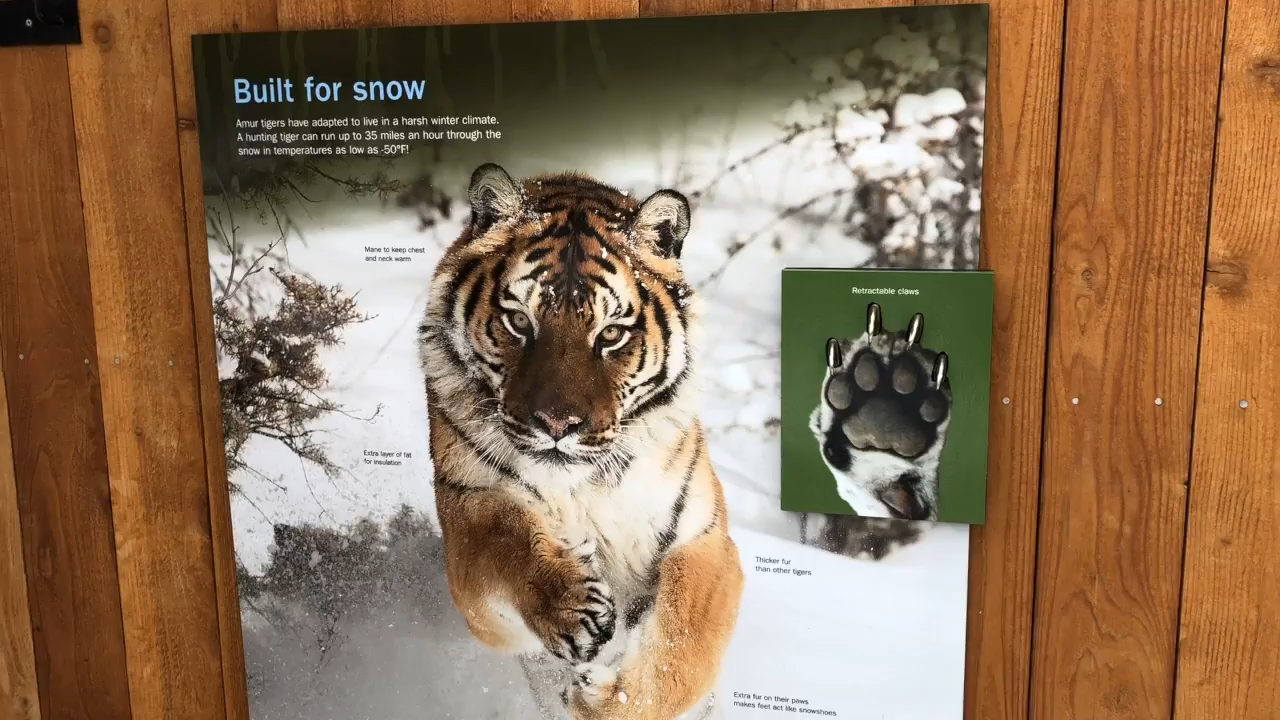 Built for snow
Amur tigers have adapted to live in a harsh winter climate.
A hunting tiger can run up to 35 miles an hour through the
snow in temperatures as low as -50°F!
Mane to keep chest
and neck warm
Retractable claws
Extra layer of fat
for insulation
Thicker fur
than other tigers
Extra fur on their paws
makes feet act like snowshoes